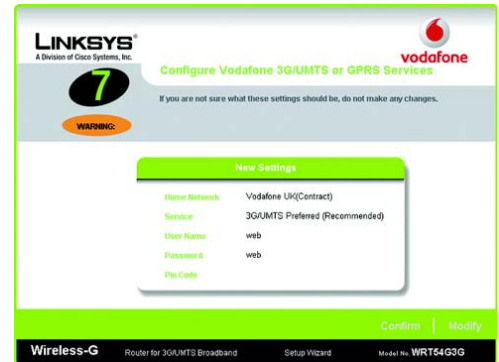 LINKSYS®
A Division of Cisco Systems, Inc.
vodafone
7
Configure Vodafone 3G/UMTS or GPRS Services
WARNING:
If you are not sure what these settings should be, do not make any changes.
New Settings
Home Network Vodafone UK(Contract)
Service 3G/UMTS Preferred (Recommended)
User Name web
Password web
Pin Code
Confirm | Modify
Wireless-G Router for 3G/UMTS Broadband Setup Wizard Model No. WRT54G3G